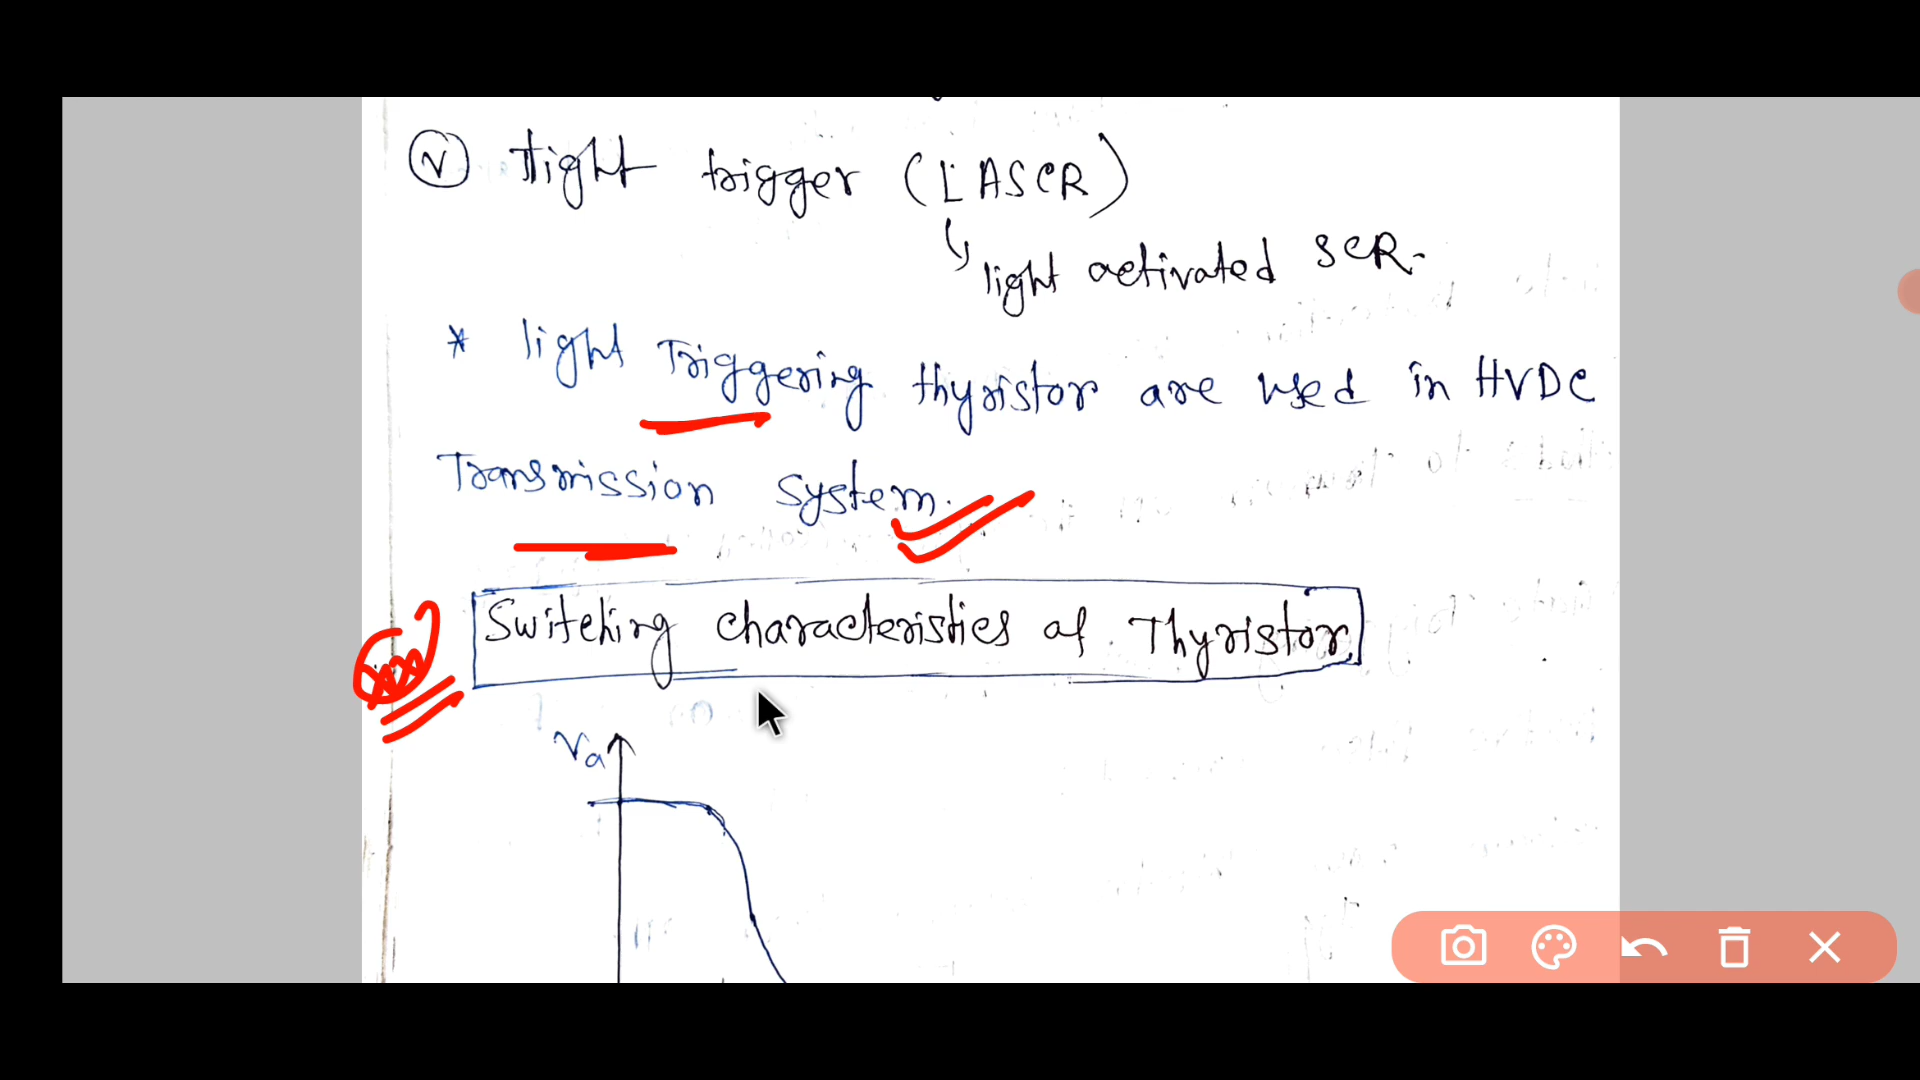 (v) light trigger (LASCR)
↳ light activated SCR.
* light Triggering thyristor are used in HVDC
Transmission system.
Switching characteristics of Thyristor
Va